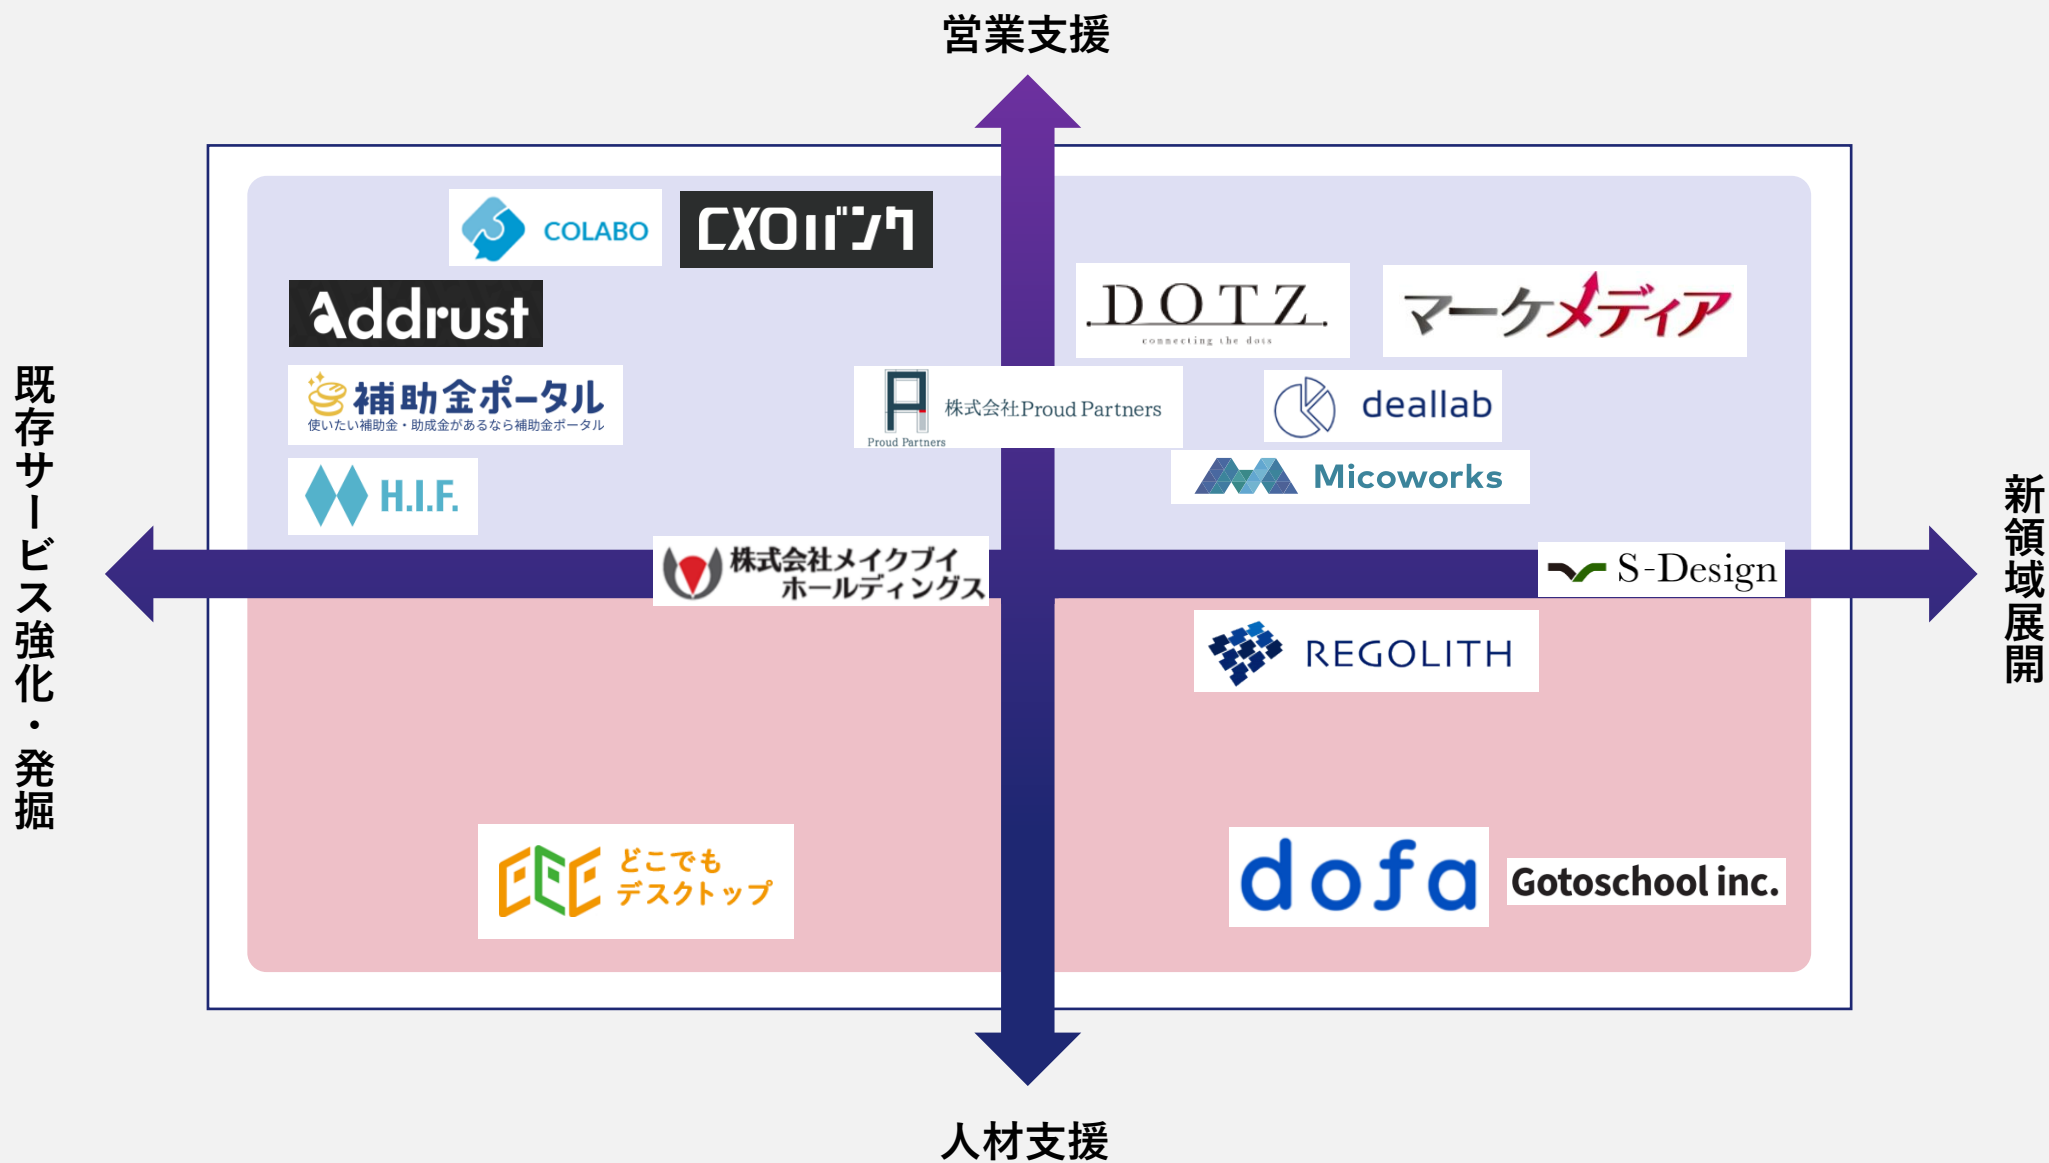 営業支援
COLABO
CXOバンク
Addrust
DOTZ
connecting the dots
マーケメディア
補助金ポータル
使いたい補助金・助成金があるなら補助金ポータル
Proud Partners
株式会社Proud Partners
deallab
Micoworks
H.I.F.
既存サービス強化・発掘
株式会社メイクブイ
ホールディングス
S-Design
新領域展開
REGOLITH
どこでも
デスクトップ
dofa
Gotoschool inc.
人材支援